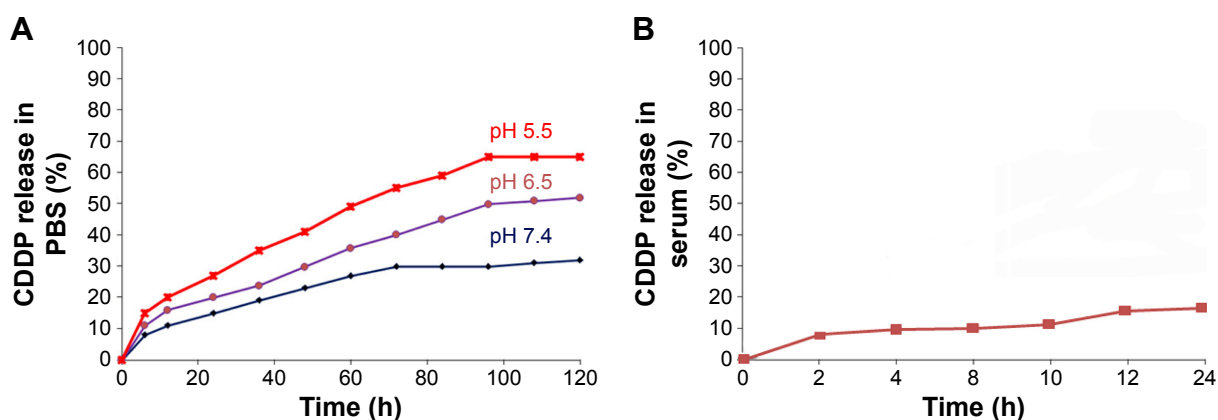 A
CDDP release in
PBS (%)
100
90
80
70
60
50
40
30
20
10
0
pH 5.5
pH 6.5
pH 7.4
0 20 40 60 80 100 120
Time (h)
B
CDDP release in
serum (%)
100
90
80
70
60
50
40
30
20
10
0
0 2 4 8 10 12 24
Time (h)